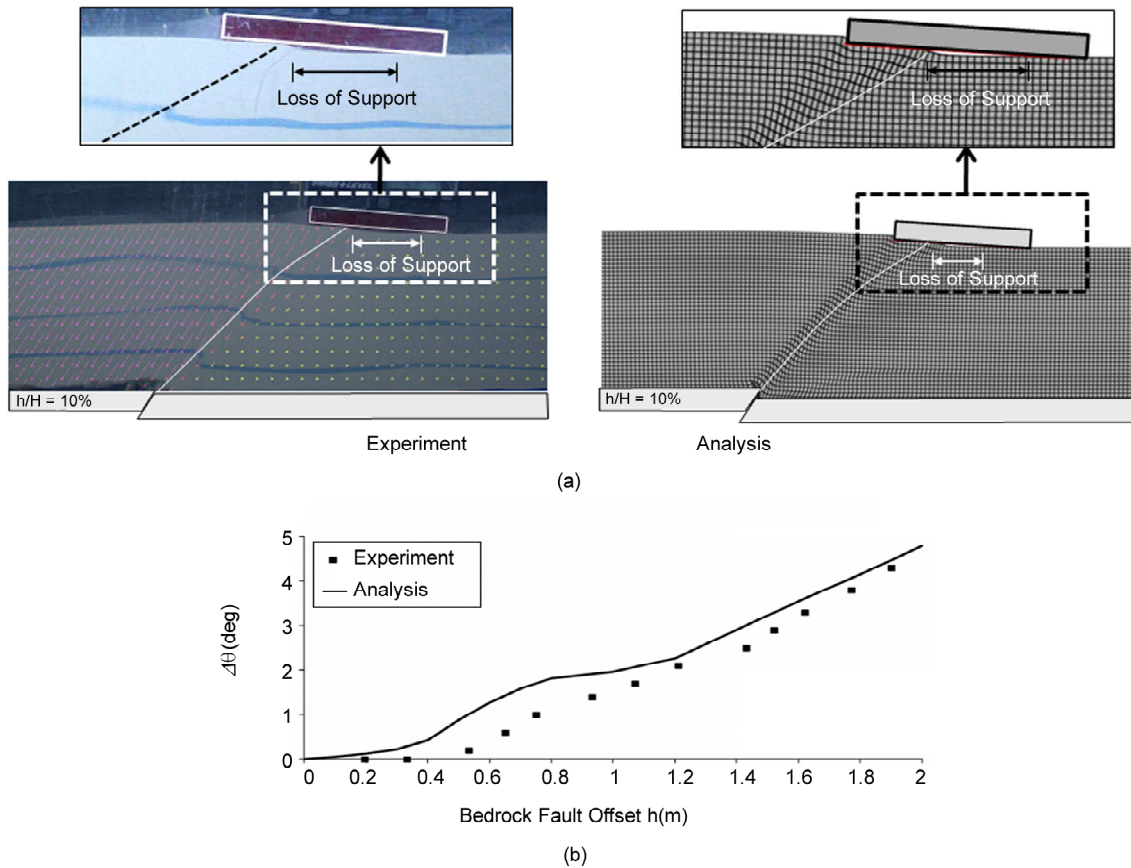 Loss of Support
Loss of Support
Loss of Support
Loss of Support
h/H = 10%
h/H = 10%
Experiment
Analysis
(a)
5
4
3
2
1
0
Δθ(deg)
Experiment
Analysis
0
0.2
0.4
0.6
0.8
1
1.2
1.4
1.6
1.8
2
Bedrock Fault Offset h(m)
(b)